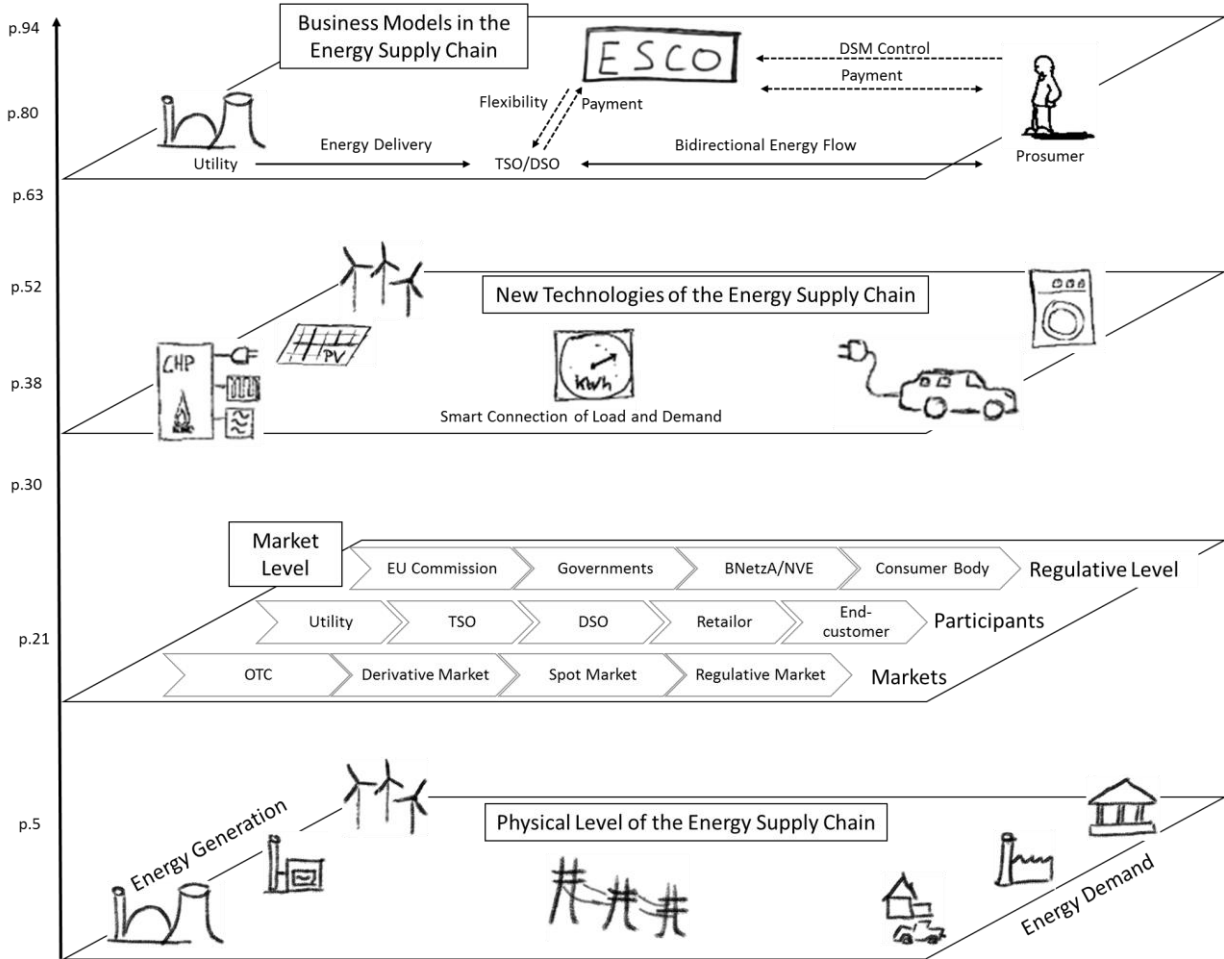 p.94
Business Models in the
Energy Supply Chain
ESCO
DSM Control
Payment
p.80
Flexibility
Payment
Energy Delivery
Bidirectional Energy Flow
Utility
TSO/DSO
Prosumer
p.63
p.52
New Technologies of the Energy Supply Chain
PV
CHP
kWh
p.38
Smart Connection of Load and Demand
p.30
Market
Level
EU Commission
Governments
BNetzA/NVE
Consumer Body
Regulative Level
p.21
Utility
TSO
DSO
Retailor
End-
customer
Participants
OTC
Derivative Market
Spot Market
Regulative Market
Markets
p.5
Energy Generation
Physical Level of the Energy Supply Chain
Energy Demand